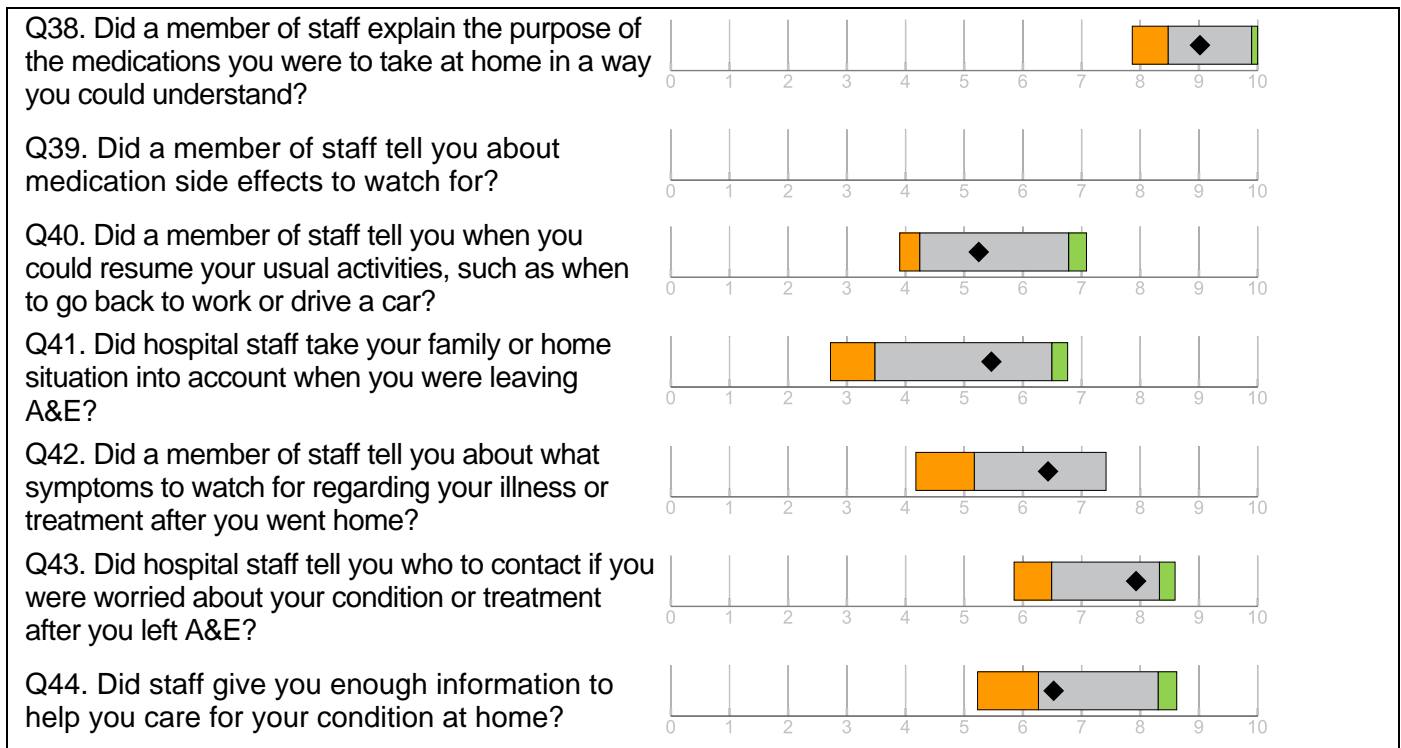 Q38. Did a member of staff explain the purpose of
the medications you were to take at home in a way
you could understand?
0 1 2 3 4 5 6 7 8 9 10
Q39. Did a member of staff tell you about
medication side effects to watch for?
0 1 2 3 4 5 6 7 8 9 10
Q40. Did a member of staff tell you when you
could resume your usual activities, such as when
to go back to work or drive a car?
0 1 2 3 4 5 6 7 8 9 10
Q41. Did hospital staff take your family or home
situation into account when you were leaving
A&E?
0 1 2 3 4 5 6 7 8 9 10
Q42. Did a member of staff tell you about what
symptoms to watch for regarding your illness or
treatment after you went home?
0 1 2 3 4 5 6 7 8 9 10
Q43. Did hospital staff tell you who to contact if you
were worried about your condition or treatment
after you left A&E?
0 1 2 3 4 5 6 7 8 9 10
Q44. Did staff give you enough information to
help you care for your condition at home?
0 1 2 3 4 5 6 7 8 9 10